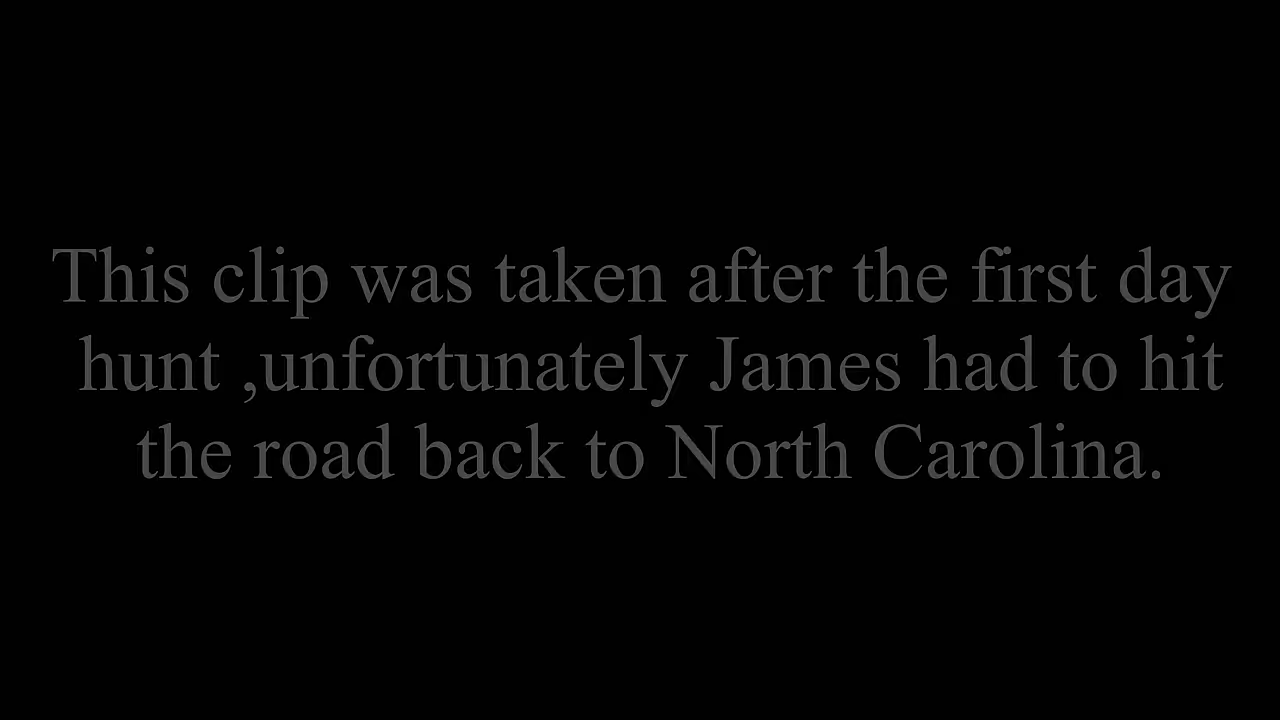 This clip was taken after the first day
hunt ,unfortunately James had to hit
the road back to North Carolina.